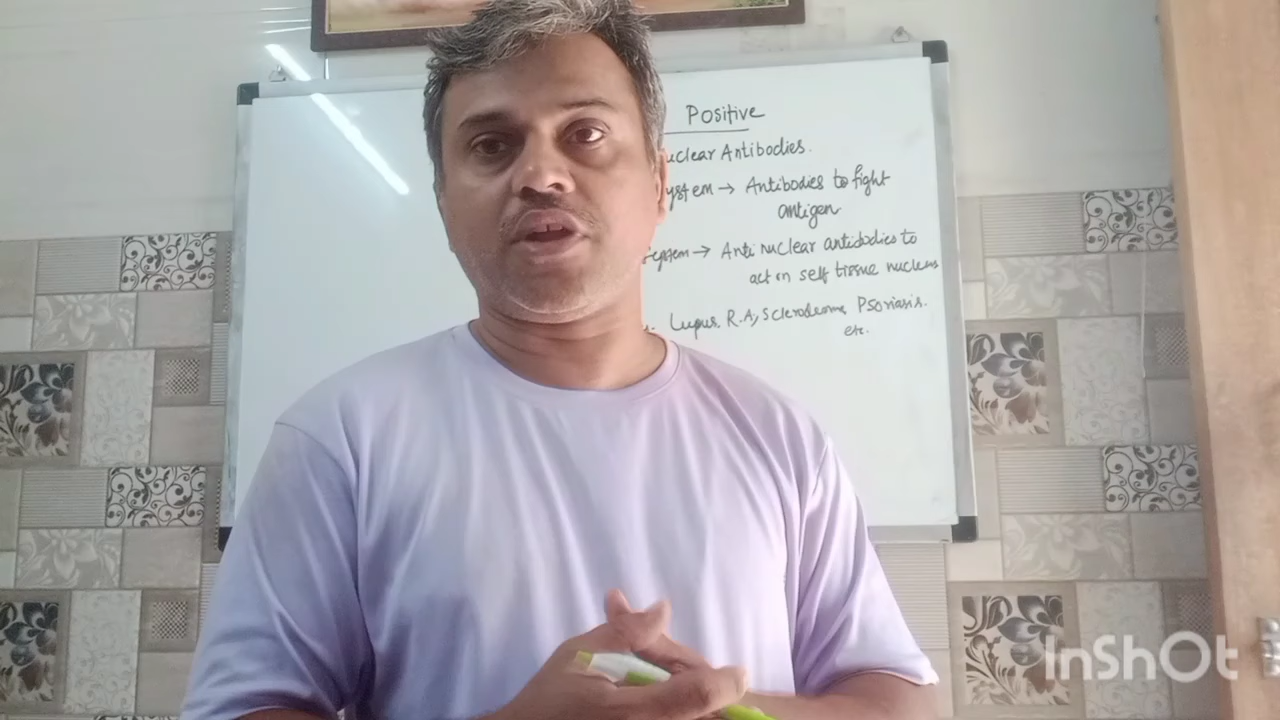 Positive
uclear Antibodies.
ystem → Antibodies to fight
antigen
system → Anti nuclear antibodies to
act on self tissue nucleus
Lupus, R.A, Scleroderma, Psoriasis.
etc.
InShOt